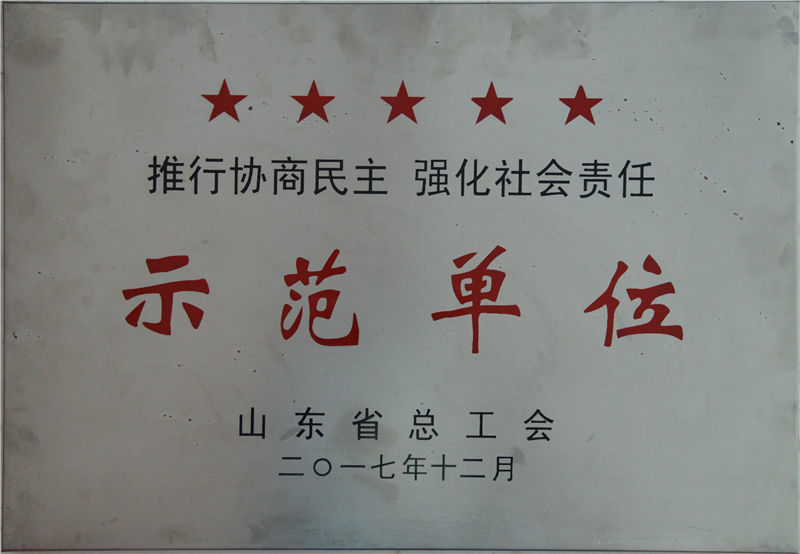 推行协商民主 强化社会责任
示范单位
山东省总工会
二〇一七年十二月